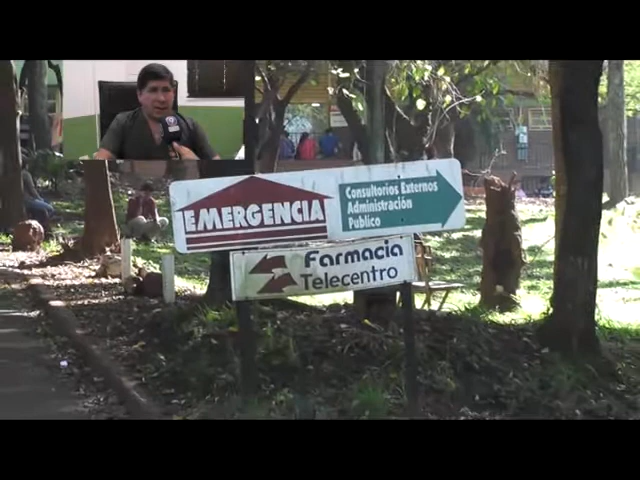 EMERGENCIA
Consultorios Externos
Administración
Publico
Farmacia
Telecentro